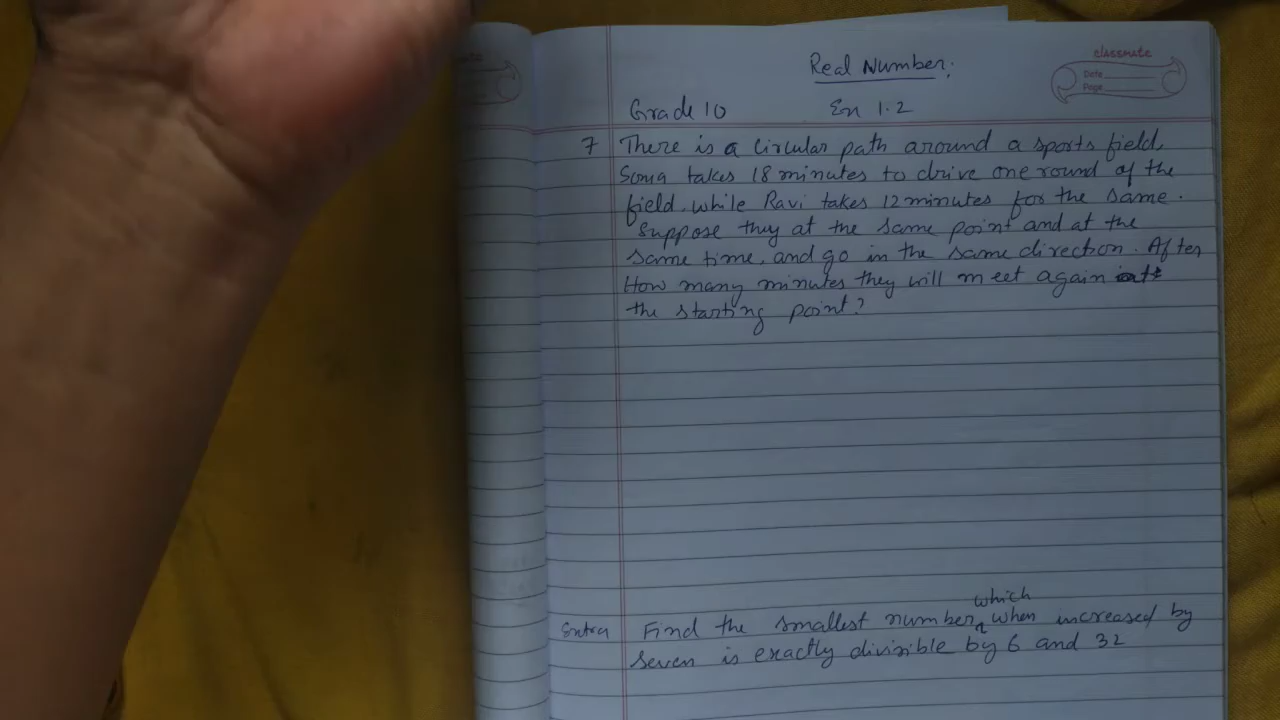 classmate
Date
Page
Real Number:
Grade 10 Ex 1.2
7 There is a circular path around a sports field.
Sonia takes 18 minutes to drive one round of the
field. while Ravi takes 12 minutes for the same.
Suppose they at the same point and at the
same time, and go in the same direction. After
How many minutes they will meet again at
the starting point?
which
Extra Find the smallest number when increased by
seven is exactly divisible by 6 and 32